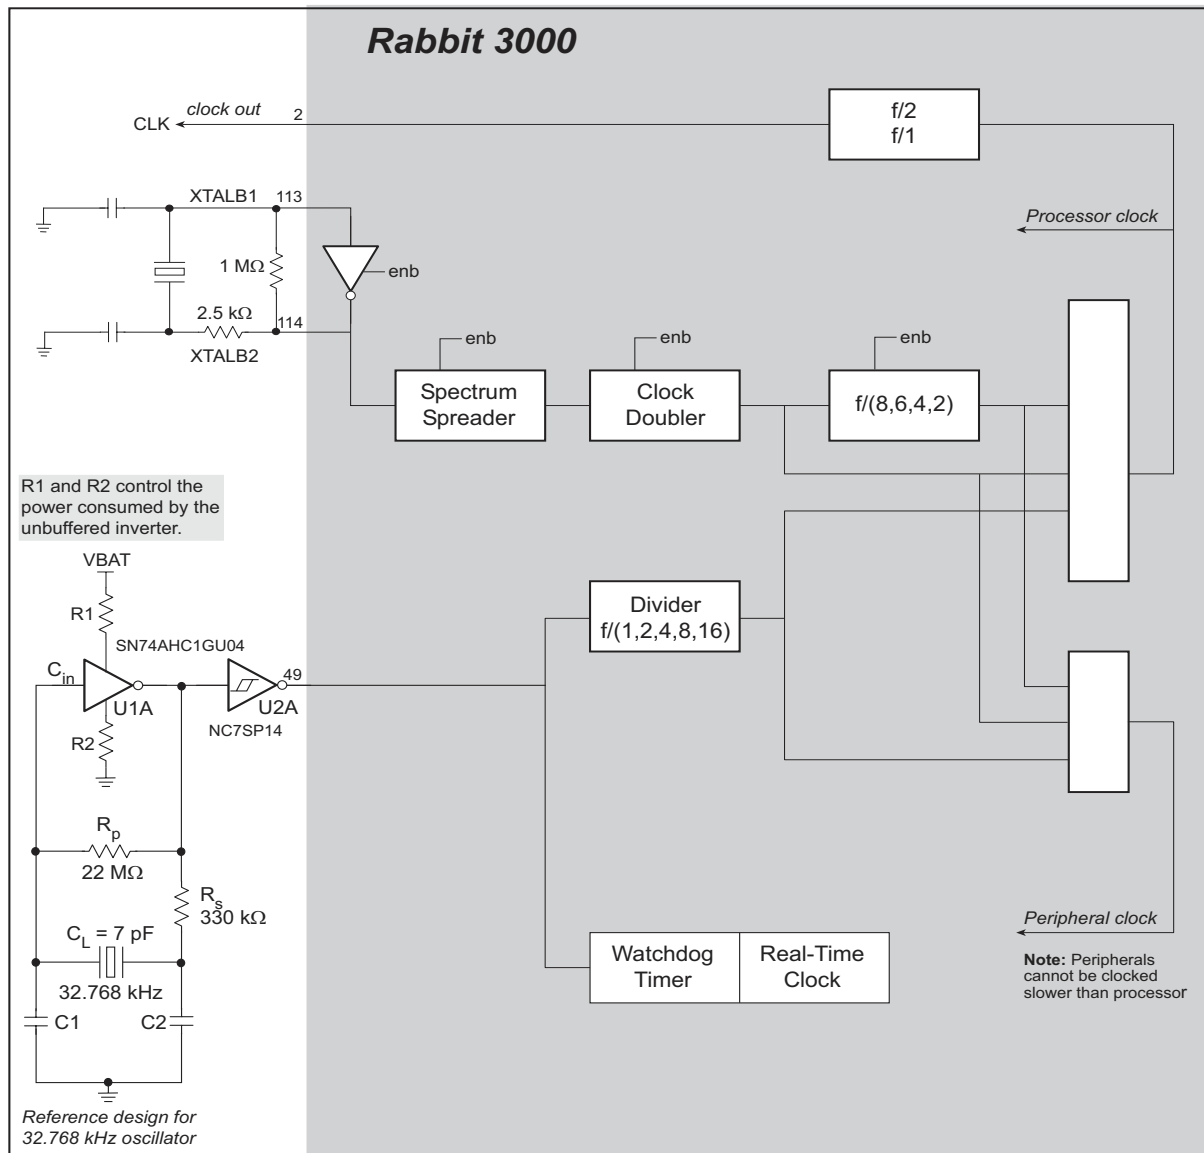 Rabbit 3000
clock out
2
CLK
f/2
f/1
XTALB1
113
Processor clock
1 MΩ
enb
2.5 kΩ
114
XTALB2
enb
enb
enb
Spectrum
Spreader
Clock
Doubler
f/(8,6,4,2)
R1 and R2 control the
power consumed by the
unbuffered inverter.
VBAT
R1
SN74AHC1GU04
Cin
U1A
49
U2A
NC7SP14
R2
Divider
f/(1,2,4,8,16)
Rp
22 MΩ
Rs
330 kΩ
CL = 7 pF
32.768 kHz
C1
C2
Watchdog
Timer
Real-Time
Clock
Peripheral clock
Note: Peripherals
cannot be clocked
slower than processor
Reference design for
32.768 kHz oscillator